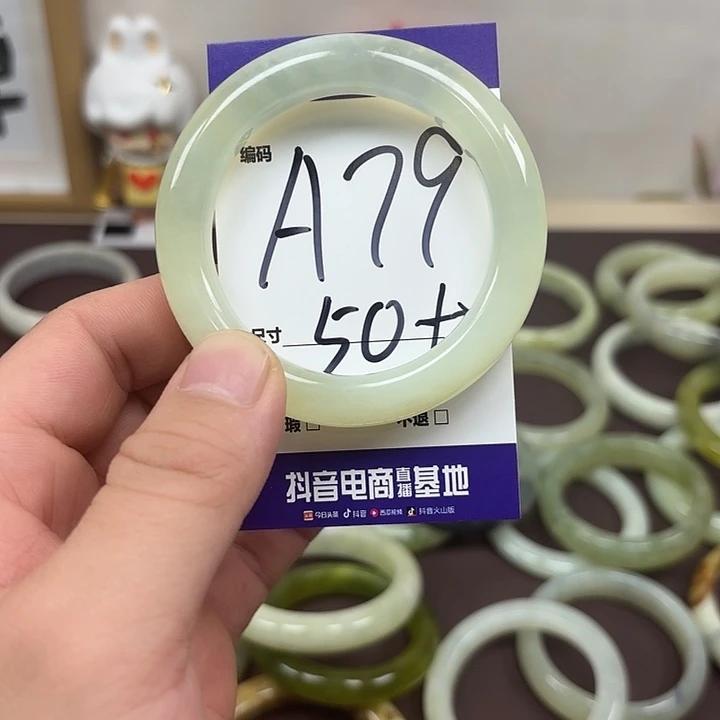 编码
A79
尺寸 50+
瑕□ 不退□
抖音电商直播基地
今日头条 抖音 西瓜视频 抖音火山版